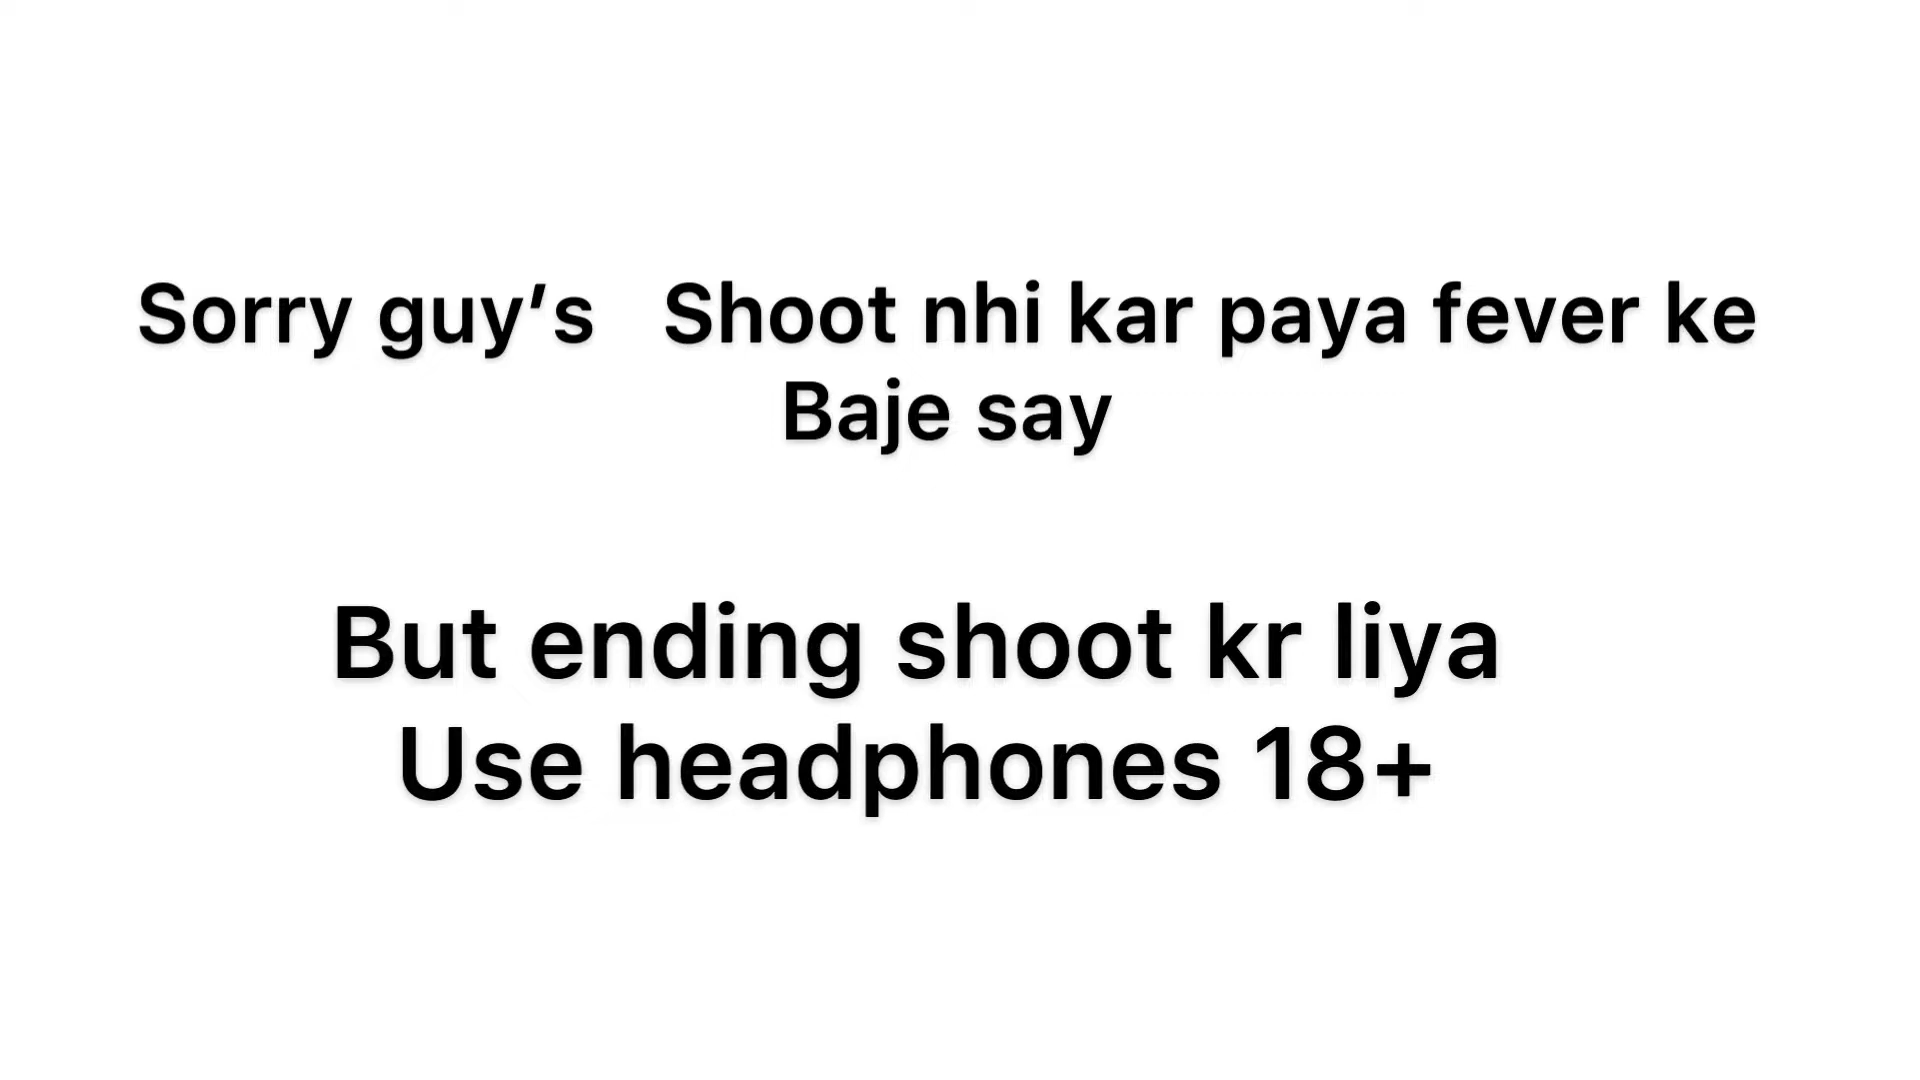 Sorry guy’s   Shoot nhi kar paya fever ke
Baje say
But ending shoot kr liya
Use headphones 18+